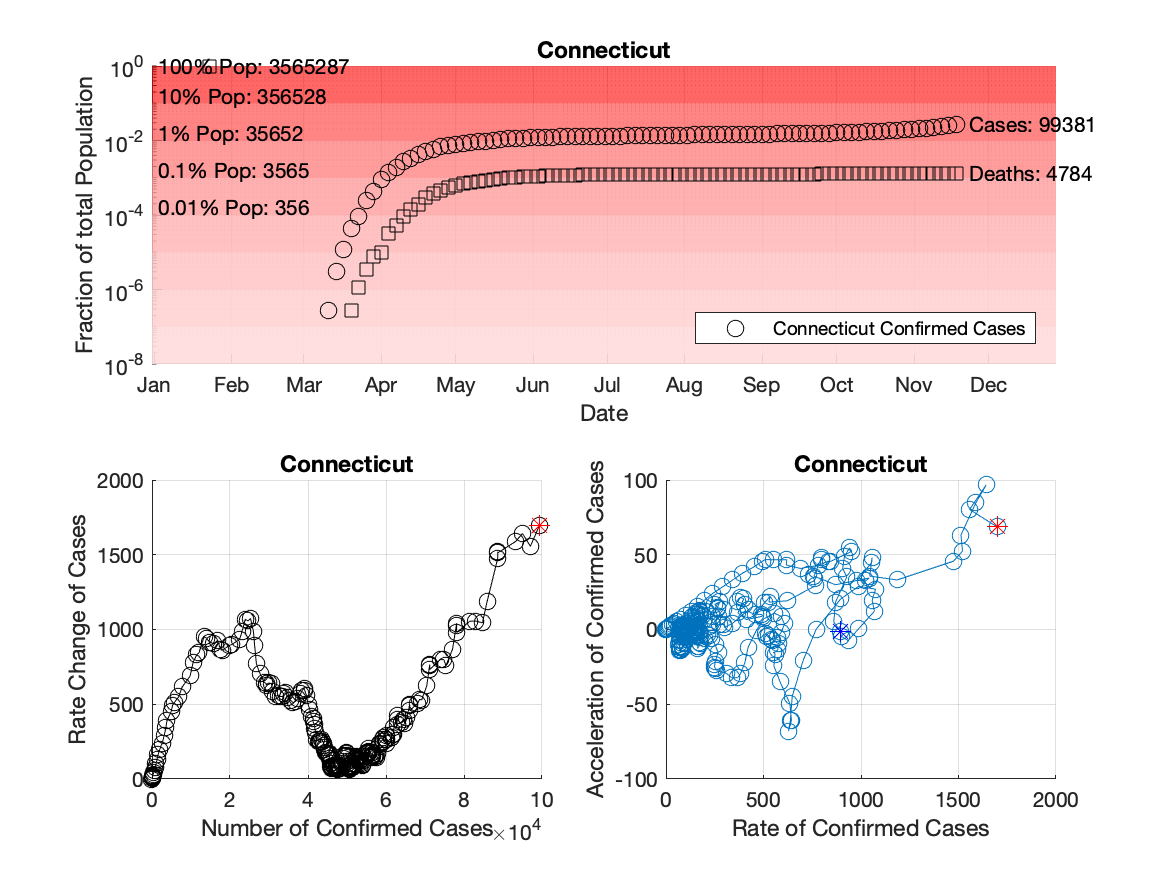 Connecticut
10^0
10^-2
10^-4
10^-6
10^-8
Fraction of total Population
100% Pop: 3565287
10% Pop: 356528
1% Pop: 35652
0.1% Pop: 3565
0.01% Pop: 356
Cases: 99381
Deaths: 4784
Connecticut Confirmed Cases
Jan Feb Mar Apr May Jun Jul Aug Sep Oct Nov Dec
Date
Connecticut
2000
1500
1000
500
0
Rate Change of Cases
0 2 4 6 8 10
Number of Confirmed Cases
×10^4
Connecticut
100
50
0
-50
-100
Acceleration of Confirmed Cases
0 500 1000 1500 2000
Rate of Confirmed Cases